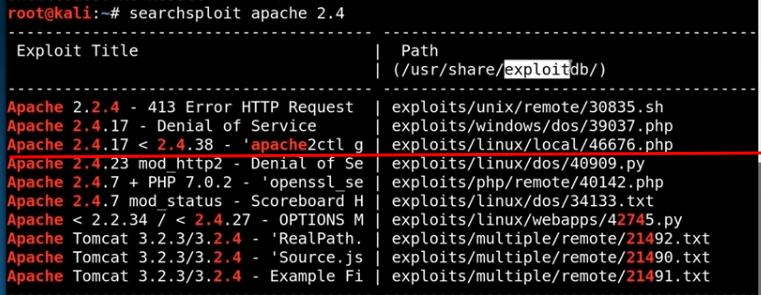 root@kali:~# searchsploit apache 2.4
---------------------------------------- ----------------------------------------
Exploit Title | Path
| (/usr/share/exploitdb/)
---------------------------------------- ----------------------------------------
Apache 2.2.4 - 413 Error HTTP Request | exploits/unix/remote/30835.sh
Apache 2.4.17 - Denial of Service | exploits/windows/dos/39037.php
Apache 2.4.17 < 2.4.38 - 'apache2ctl g | exploits/linux/local/46676.php
Apache 2.4.23 mod_http2 - Denial of Se | exploits/linux/dos/40909.py
Apache 2.4.7 + PHP 7.0.2 - 'openssl_se | exploits/php/remote/40142.php
Apache 2.4.7 mod_status - Scoreboard H | exploits/linux/dos/34133.txt
Apache < 2.2.34 / < 2.4.27 - OPTIONS M | exploits/linux/webapps/42745.py
Apache Tomcat 3.2.3/3.2.4 - 'RealPath. | exploits/multiple/remote/21492.txt
Apache Tomcat 3.2.3/3.2.4 - 'Source.js | exploits/multiple/remote/21490.txt
Apache Tomcat 3.2.3/3.2.4 - Example Fi | exploits/multiple/remote/21491.txt
---------------------------------------- ----------------------------------------